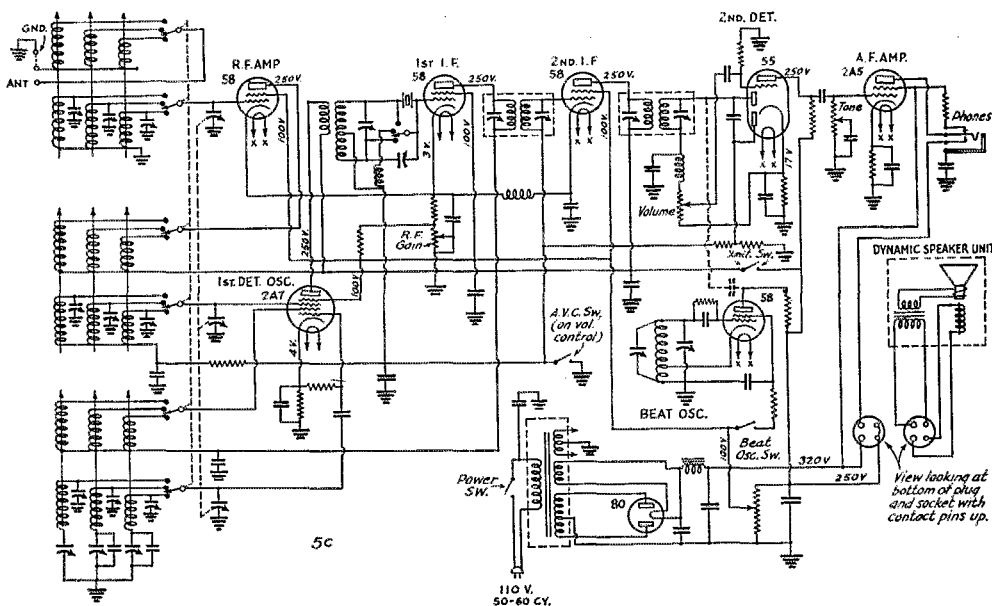 GND.
ANT
R.F. AMP
58
250V.
100V
1ST I.F.
58
250V.
100V
3V.
2ND. I.F
58
250V.
100V
2ND. DET.
55
250V
17V
A.F. AMP.
2A5
Tone
Phones
Volume
R.F.
Gain
Xmit. Sw.
250V.
100V
1ST. DET. OSC.
2A7
4V.
A.V.C. Sw.
(on vol.
control)
58
BEAT OSC.
Beat
Osc. Sw.
100V
DYNAMIC SPEAKER UNIT
320V
250V
View looking at
bottom of plug
and socket with
contact pins up.
Power
SW.
80
5C
110 V.
50-60 CY.